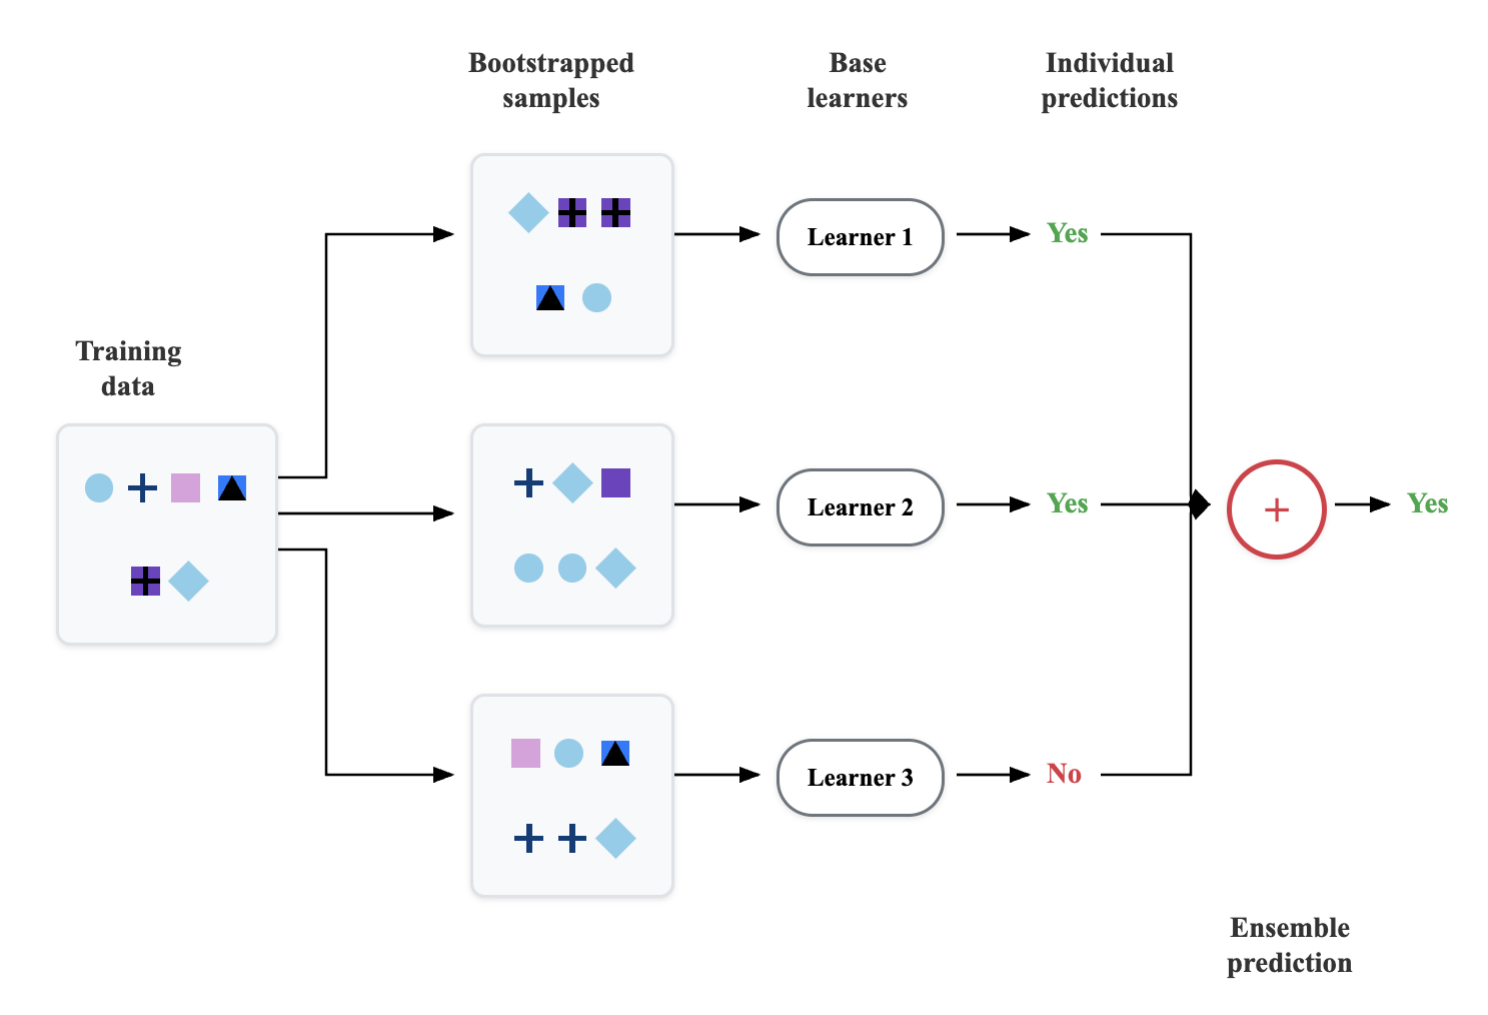 Bootstrapped
samples
Base
learners
Individual
predictions
Learner 1
Yes
Training
data
Learner 2
Yes
+
Yes
Learner 3
No
Ensemble
prediction